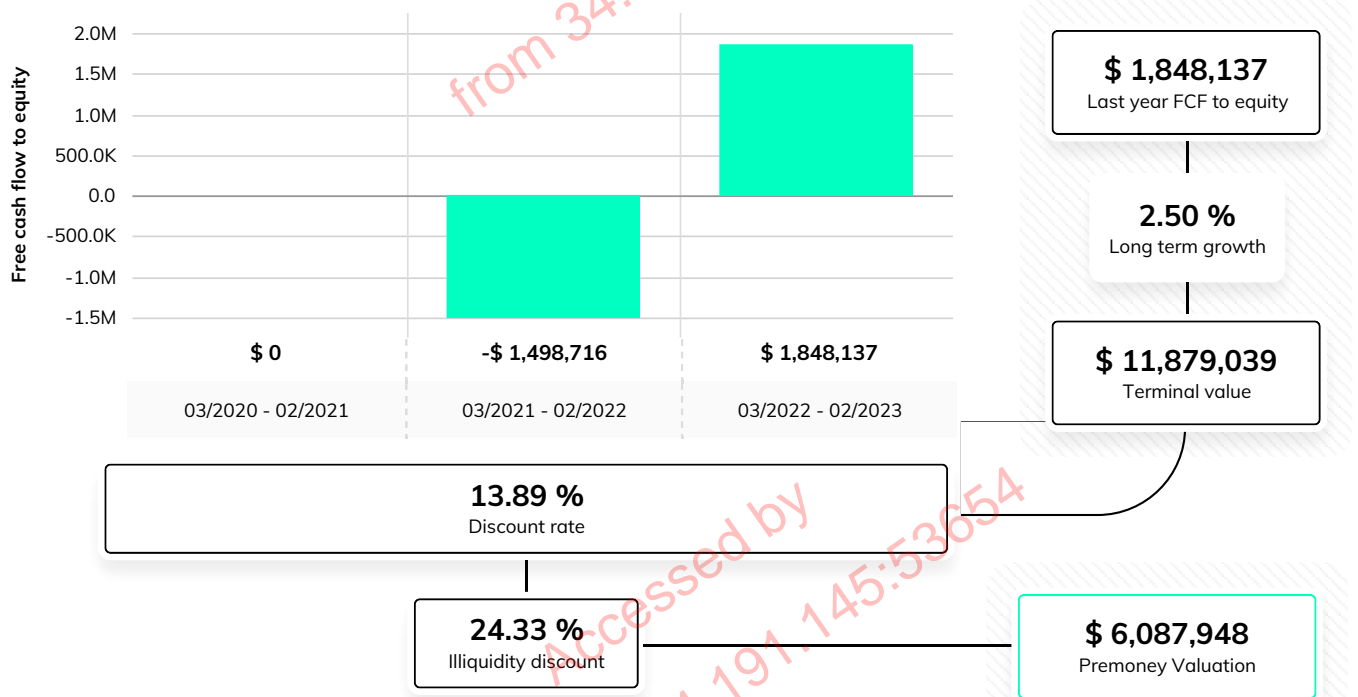 Free cash flow to equity
2.0M
1.5M
1.0M
500.0K
0.0
-500.0K
-1.0M
-1.5M
$ 0
-$ 1,498,716
$ 1,848,137
03/2020 - 02/2021
03/2021 - 02/2022
03/2022 - 02/2023
$ 1,848,137
Last year FCF to equity
2.50 %
Long term growth
$ 11,879,039
Terminal value
13.89 %
Discount rate
24.33 %
Illiquidity discount
$ 6,087,948
Premoney Valuation
Accessed by
from 34.
191.145:53654